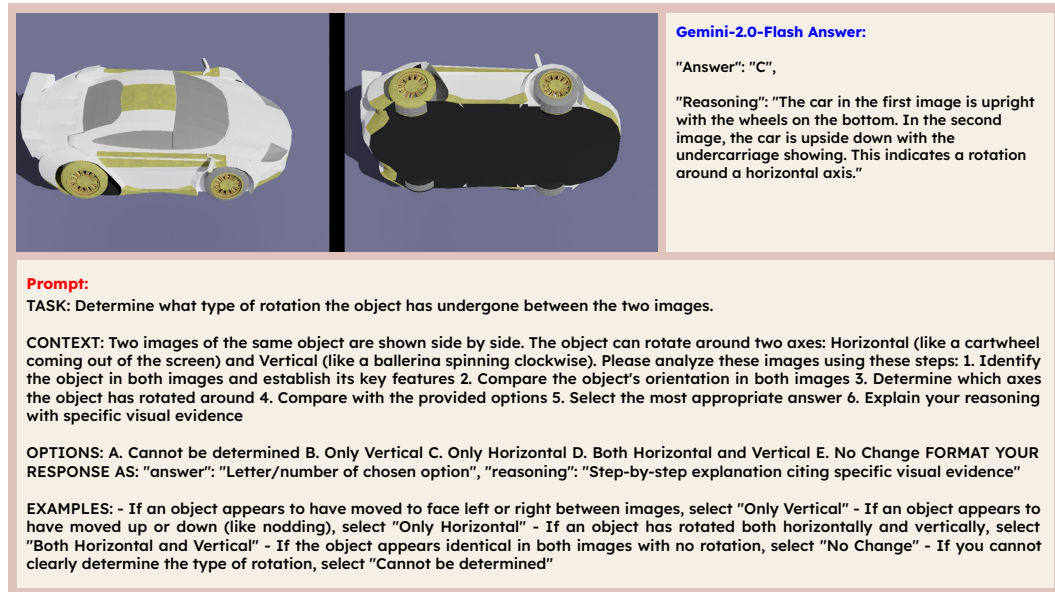 Gemini-2.0-Flash Answer:
"Answer": "C",
"Reasoning": "The car in the first image is upright
with the wheels on the bottom. In the second
image, the car is upside down with the
undercarriage showing. This indicates a rotation
around a horizontal axis."
Prompt:
TASK: Determine what type of rotation the object has undergone between the two images.
CONTEXT: Two images of the same object are shown side by side. The object can rotate around two axes: Horizontal (like a cartwheel
coming out of the screen) and Vertical (like a ballerina spinning clockwise). Please analyze these images using these steps: 1. Identify
the object in both images and establish its key features 2. Compare the object's orientation in both images 3. Determine which axes
the object has rotated around 4. Compare with the provided options 5. Select the most appropriate answer 6. Explain your reasoning
with specific visual evidence
OPTIONS: A. Cannot be determined B. Only Vertical C. Only Horizontal D. Both Horizontal and Vertical E. No Change FORMAT YOUR
RESPONSE AS: "answer": "Letter/number of chosen option", "reasoning": "Step-by-step explanation citing specific visual evidence"
EXAMPLES: - If an object appears to have moved to face left or right between images, select "Only Vertical" - If an object appears to
have moved up or down (like nodding), select "Only Horizontal" - If an object has rotated both horizontally and vertically, select
"Both Horizontal and Vertical" - If the object appears identical in both images with no rotation, select "No Change" - If you cannot
clearly determine the type of rotation, select "Cannot be determined"